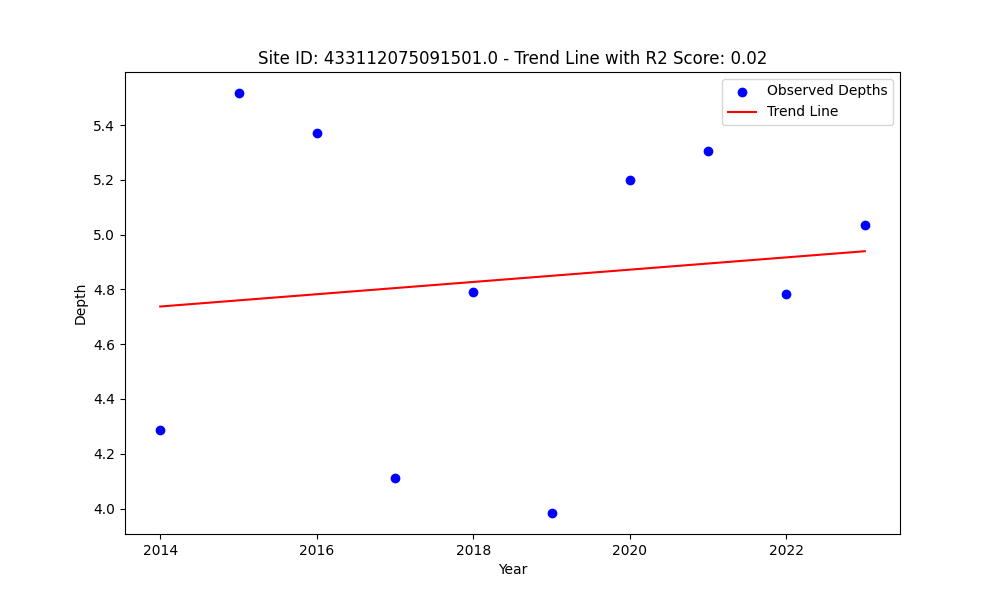 Site ID: 433112075091501.0 - Trend Line with R2 Score: 0.02
Observed Depths
Trend Line
5.4
5.2
5.0
4.8
4.6
4.4
4.2
4.0
Depth
2014
2016
2018
2020
2022
Year